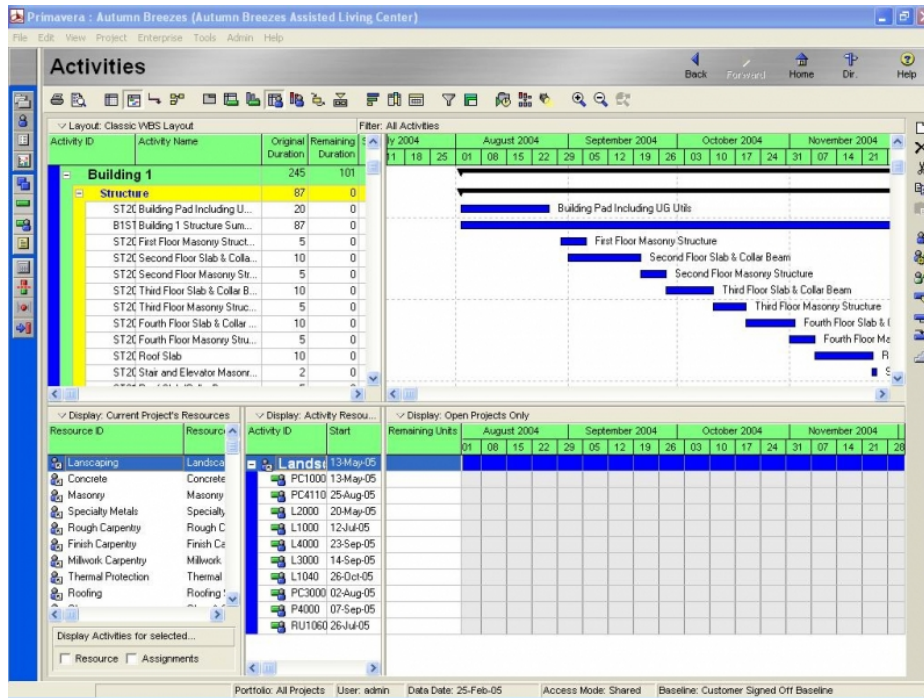 Primavera : Autumn Breezes (Autumn Breezes Assisted Living Center)
File Edit View Project Enterprise Tools Admin Help
Activities
Back Forward Home Dir. Help
Layout: Classic WBS Layout Filter: All Activities
Activity ID Activity Name Original Duration Remaining Duration S
y 2004 August 2004 September 2004 October 2004 November 2004
11 18 25 01 08 15 22 29 05 12 19 26 03 10 17 24 31 07 14 21
Building 1 245 101
Structure 87 0
ST20 Building Pad Including U... 20 0 Building Pad Including UG Utils
B1ST Building 1 Structure Sum... 87 0
ST20 First Floor Masonry Struct... 5 0 First Floor Masonry Structure
ST20 Second Floor Slab & Colla... 10 0 Second Floor Slab & Collar Beam
ST20 Second Floor Masonry Str... 5 0 Second Floor Masonry Structure
ST20 Third Floor Slab & Collar B... 10 0 Third Floor Slab & Collar Beam
ST20 Third Floor Masonry Struc... 5 0 Third Floor Masonry Structure
ST20 Fourth Floor Slab & Collar ... 10 0 Fourth Floor Slab & (
ST20 Fourth Floor Masonry Stru... 5 0 Fourth Floor Ma
ST20 Roof Slab 10 0 R
ST20 Stair and Elevator Masonr... 2 0 S
Display: Current Project's Resources Display: Activity Resou... Display: Open Projects Only
Resource ID Resourc Activity ID Start Remaining Units August 2004 September 2004 October 2004 November 2004
01 08 15 22 29 05 12 19 26 03 10 17 24 31 07 14 21 28
Lanscaping Landsca Lands 13-May-05
Concrete Concrete PC1000 13-May-05
Masonry Masonry PC4110 25-Aug-05
Specialty Metals Specialty L2000 20-May-05
Rough Carpentry Rough C L1000 12-Jul-05
Finish Carpentry Finish Ca L4000 23-Sep-05
Millwork Carpentry Millwork L3000 14-Sep-05
Thermal Protection Thermal L1040 26-Oct-05
Roofing Roofing PC3000 02-Aug-05
P4000 07-Sep-05
Display Activities for selected... RU1060 26-Jul-05
Resource Assignments
Portfolio: All Projects User: admin Data Date: 25-Feb-05 Access Mode: Shared Baseline: Customer Signed Off Baseline